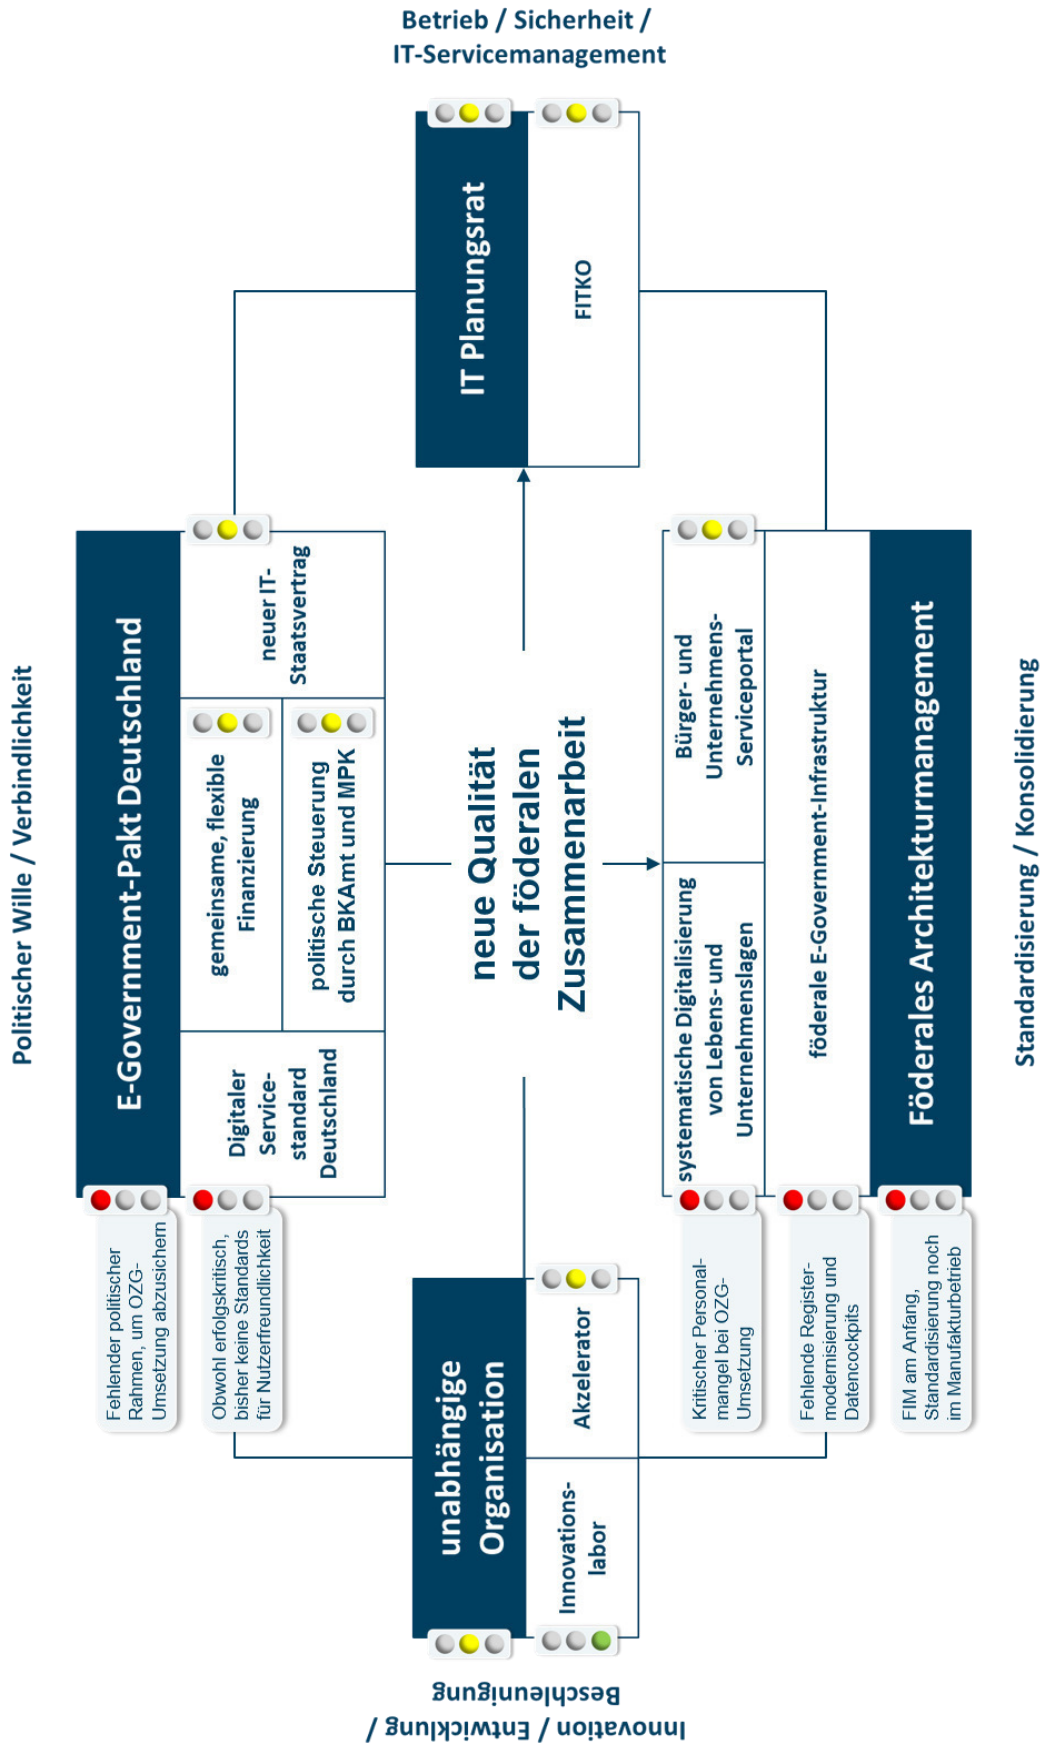 Politischer Wille / Verbindlichkeit
E-Government-Pakt Deutschland
Digitaler
Service-
standard
Deutschland
gemeinsame, flexible
Finanzierung
politische Steuerung
durch BKAmt und MPK
neuer IT-
Staatsvertrag
Fehlender politischer
Rahmen, um OZG-
Umsetzung abzusichern
Obwohl erfolgskritisch,
bisher keine Standards
für Nutzerfreundlichkeit
Innovation / Entwicklung /
Beschleunigung
unabhängige
Organisation
Innovations-
labor
Akzelerator
neue Qualität
der föderalen
Zusammenarbeit
IT Planungsrat
FITKO
Betrieb / Sicherheit /
IT-Servicemanagement
Kritischer Personal-
mangel bei OZG-
Umsetzung
Fehlende Register-
modernisierung und
Datencockpits
FIM am Anfang,
Standardisierung noch
im Manufakturbetrieb
systematische Digitalisierung
von Lebens- und
Unternehmenslagen
Bürger- und
Unternehmens-
Serviceportal
föderale E-Government-Infrastruktur
Föderales Architekturmanagement
Standardisierung / Konsolidierung